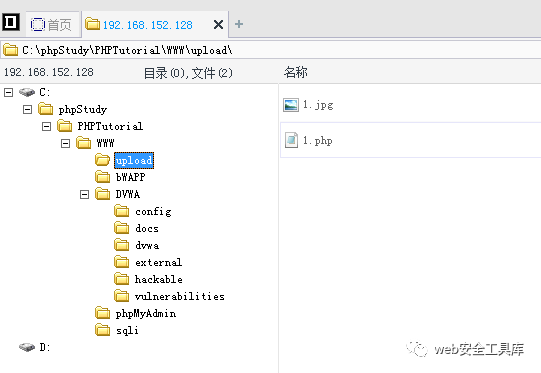 首页 192.168.152.128
C:\phpStudy\PHPTutorial\WWW\upload\
192.168.152.128 目录(0),文件(2) 名称
C:
phpStudy
PHPTutorial
WWW
upload
bWAPP
DVWA
config
docs
dvwa
external
hackable
vulnerabilities
phpMyAdmin
sqli
D:
1.jpg
1.php
web安全工具库